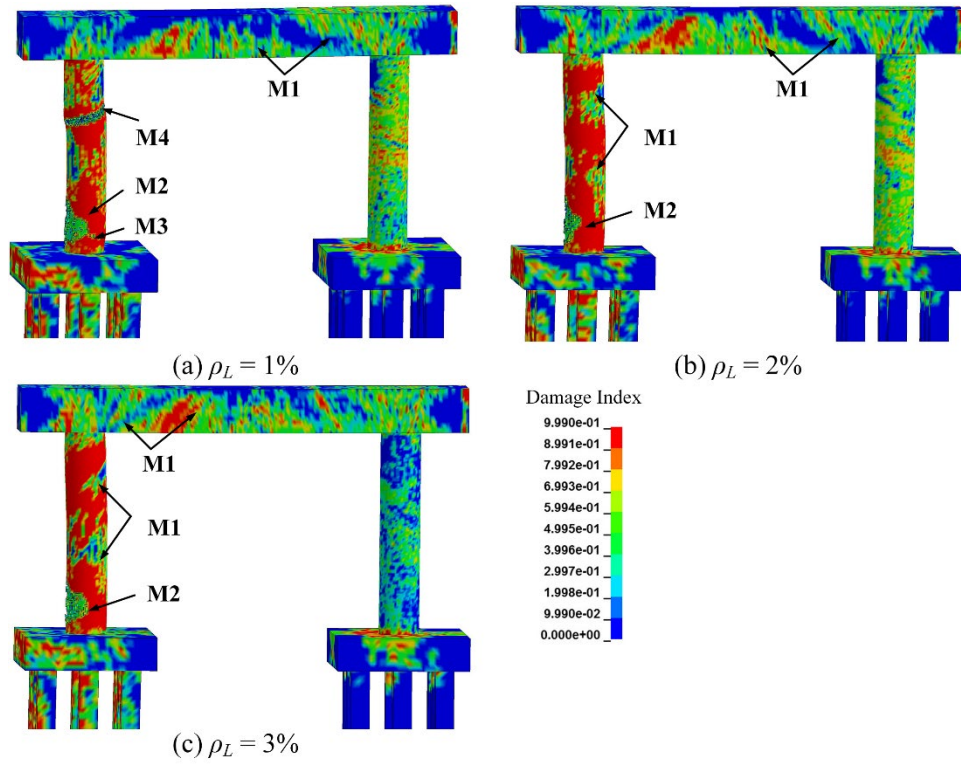 M1
M4
M2
M3
(a) ρL = 1%
M1
M1
M2
(b) ρL = 2%
M1
M1
M2
(c) ρL = 3%
Damage Index
9.990e-01
8.991e-01
7.992e-01
6.993e-01
5.994e-01
4.995e-01
3.996e-01
2.997e-01
1.998e-01
9.990e-02
0.000e+00